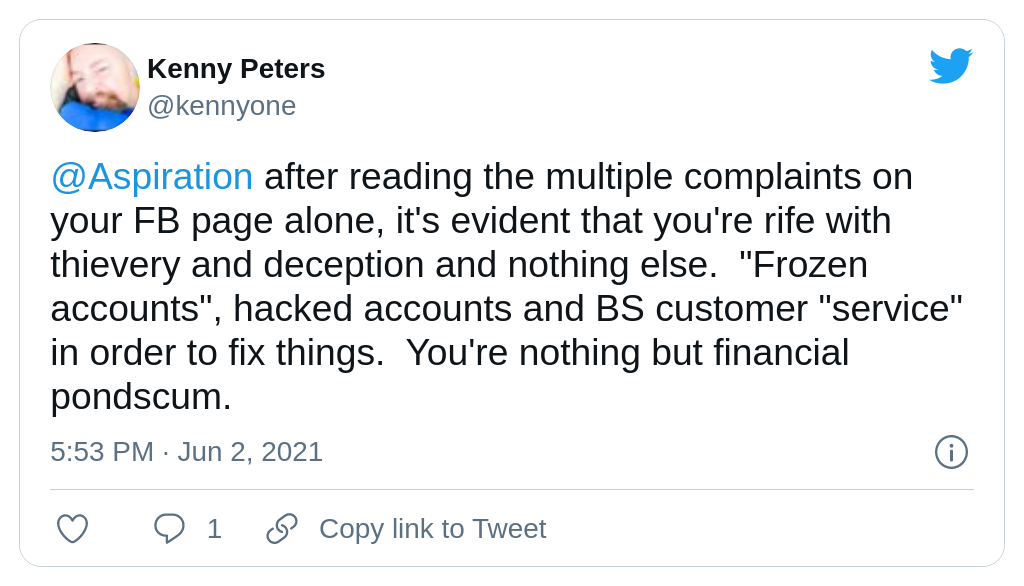 Kenny Peters
@kennyone
@Aspiration after reading the multiple complaints on
your FB page alone, it's evident that you're rife with
thievery and deception and nothing else.  "Frozen
accounts", hacked accounts and BS customer "service"
in order to fix things.  You're nothing but financial
pondscum.
5:53 PM · Jun 2, 2021
1 Copy link to Tweet